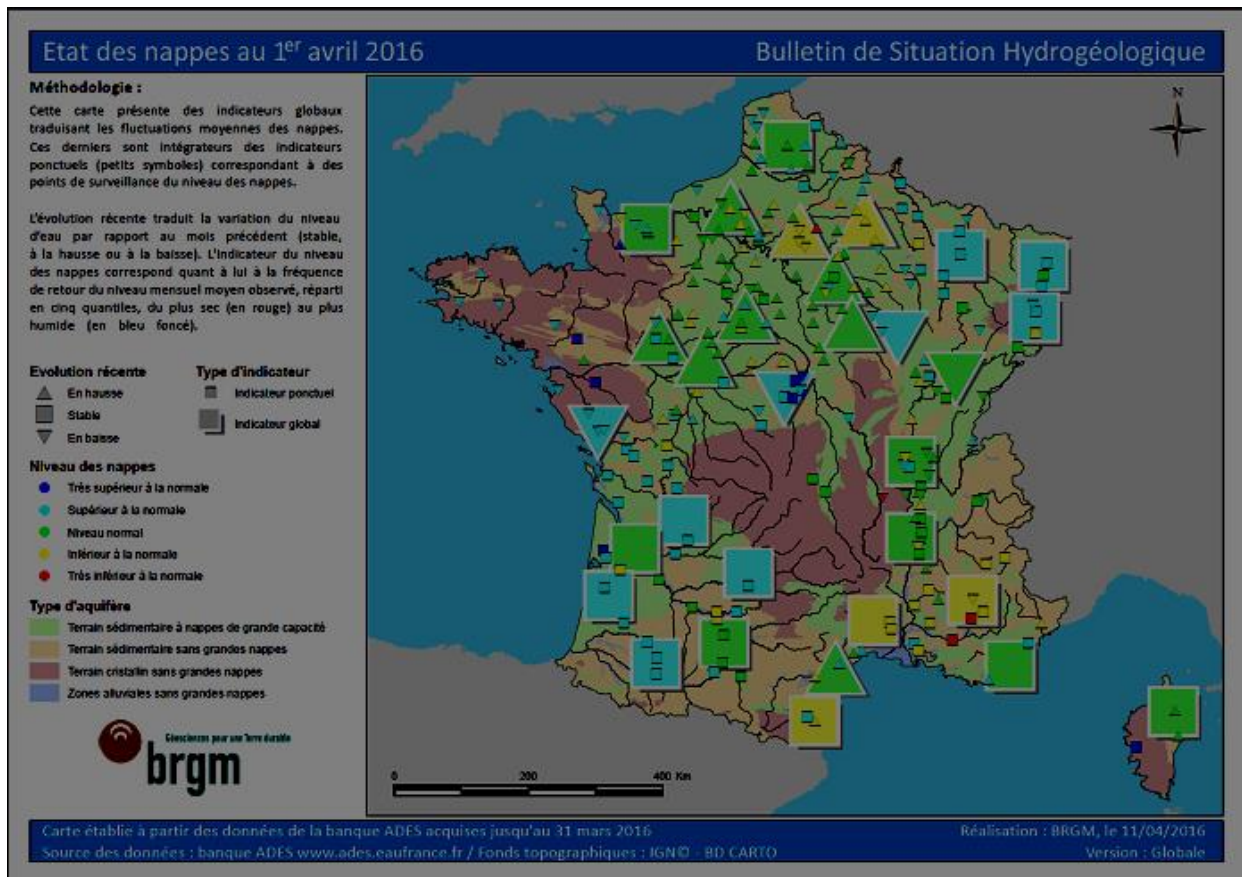 Etat des nappes au 1er avril 2016
Bulletin de Situation Hydrogéologique
Méthodologie :
Cette carte présente des indicateurs globaux
traduisant les fluctuations moyennes des nappes.
Ces derniers sont intégrateurs des indicateurs
ponctuels (petits symboles) correspondant à des
points de surveillance du niveau des nappes.
L'évolution récente traduit la variation du niveau
d'eau par rapport au mois précédent (stable,
à la hausse ou à la baisse). L'indicateur du niveau
des nappes correspond quant à lui à la fréquence
de retour du niveau mensuel moyen observé, réparti
en cinq quantiles, du plus sec (en rouge) au plus
humide (en bleu foncé).
Evolution récente
En hausse
Stable
En baisse
Type d'indicateur
Indicateur ponctuel
Indicateur global
Niveau des nappes
Très supérieur à la normale
Supérieur à la normale
Niveau normal
Inférieur à la normale
Très inférieur à la normale
Type d'aquifère
Terrain sédimentaire à nappes de grande capacité
Terrain sédimentaire sans grandes nappes
Terrain cristallin sans grandes nappes
Zones alluviales sans grandes nappes
Géosciences pour une Terre durable
brgm
N
0 200 400 Km
Carte établie à partir des données de la banque ADES acquises jusqu'au 31 mars 2016
Réalisation : BRGM, le 11/04/2016
Source des données : banque ADES www.ades.eaufrance.fr / Fonds topographiques : IGN© - BD CARTO
Version : Globale